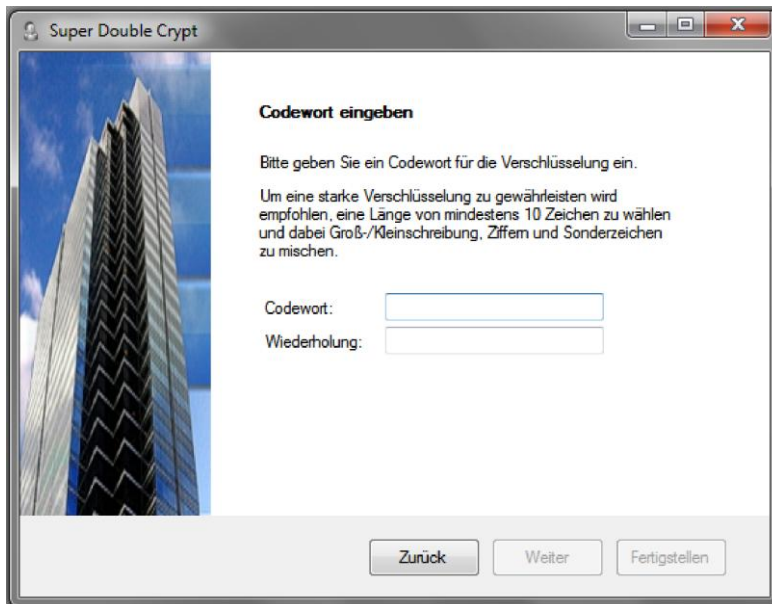 Super Double Crypt
Codewort eingeben
Bitte geben Sie ein Codewort für die Verschlüsselung ein.
Um eine starke Verschlüsselung zu gewährleisten wird
empfohlen, eine Länge von mindestens 10 Zeichen zu wählen
und dabei Groß-/Kleinschreibung, Ziffern und Sonderzeichen
zu mischen.
Codewort:
Wiederholung:
Zurück Weiter Fertigstellen